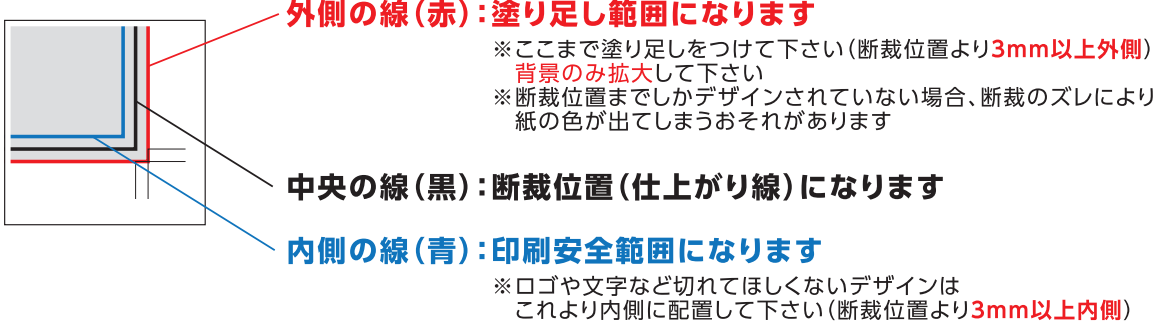 外側の線（赤）：塗り足し範囲になります
※ここまで塗り足しをつけて下さい（断裁位置より3mm以上外側）
背景のみ拡大して下さい
※断裁位置までしかデザインされていない場合、断裁のズレにより
紙の色が出てしまうおそれがあります
中央の線（黒）：断裁位置（仕上がり線）になります
内側の線（青）：印刷安全範囲になります
※ロゴや文字など切れてほしくないデザインは
これより内側に配置して下さい（断裁位置より3mm以上内側）